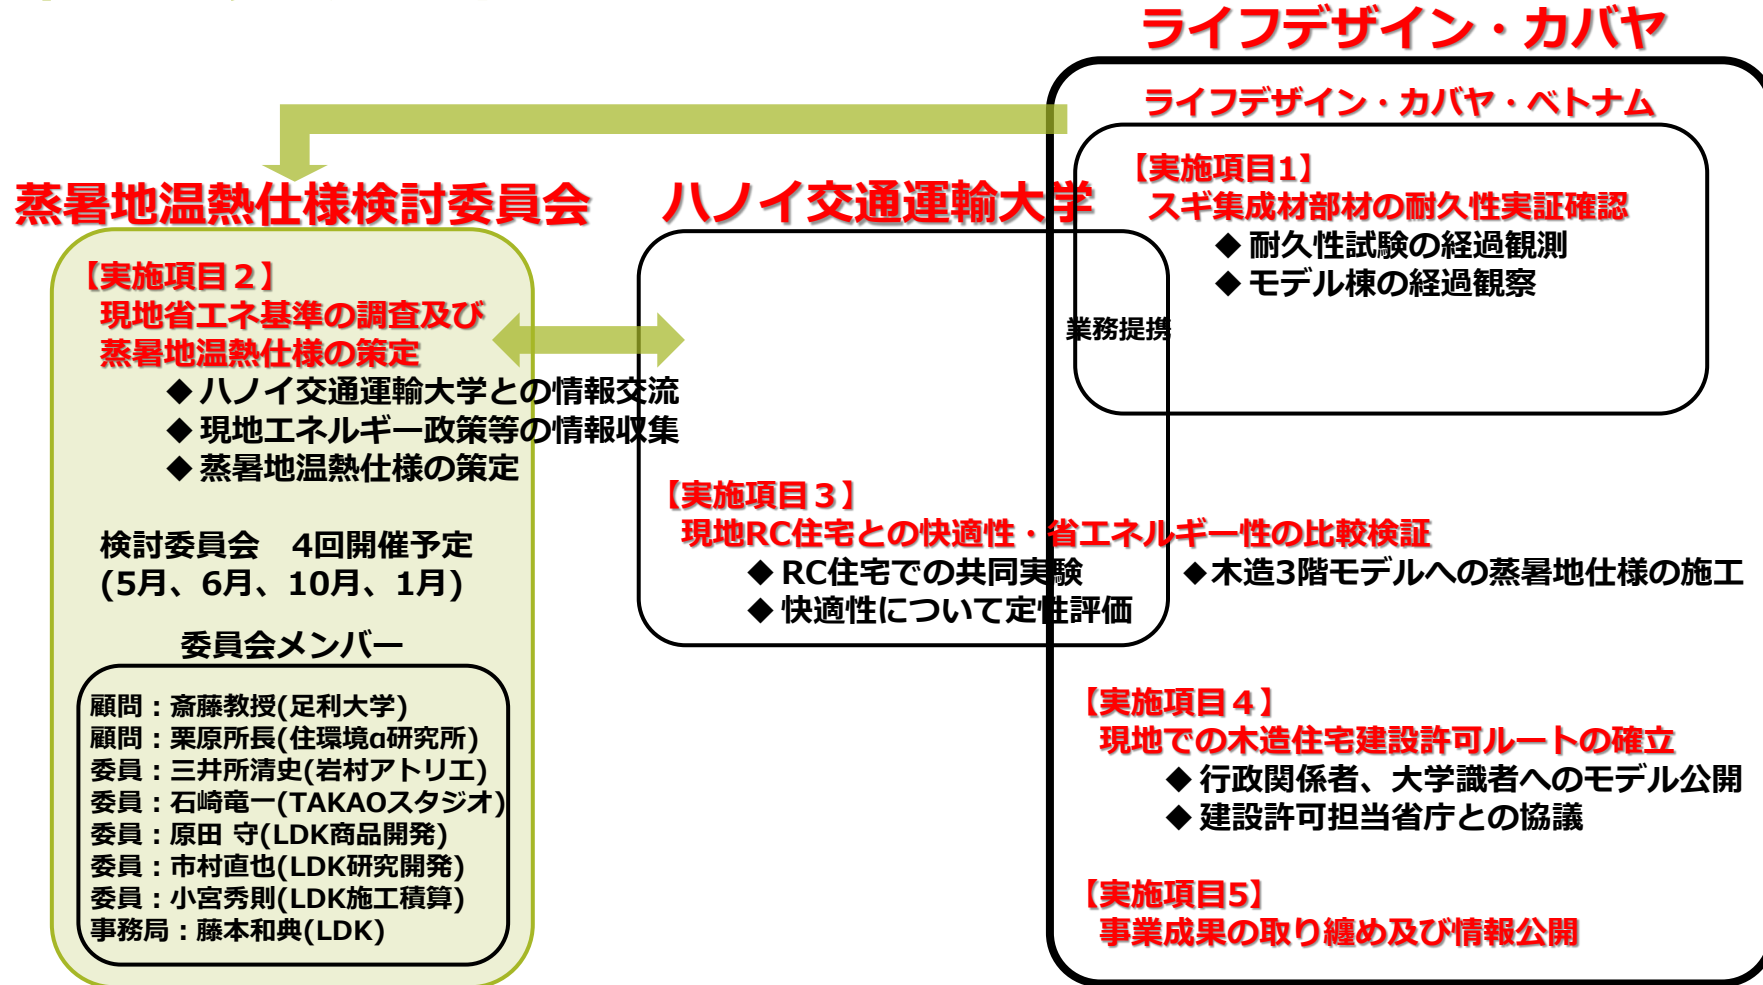 ライフデザイン・カバヤ
ライフデザイン・カバヤ・ベトナム
【実施項目1】
スギ集成材部材の耐久性実証確認
◆ 耐久性試験の経過観測
◆ モデル棟の経過観察
業務提携
蒸暑地温熱仕様検討委員会
【実施項目２】
現地省エネ基準の調査及び
蒸暑地温熱仕様の策定
◆ ハノイ交通運輸大学との情報交流
◆ 現地エネルギー政策等の情報収集
◆ 蒸暑地温熱仕様の策定
検討委員会　4回開催予定
(5月、6月、10月、1月)
委員会メンバー
顧問：斎藤教授(足利大学)
顧問：栗原所長(住環境α研究所)
委員：三井所清史(岩村アトリエ)
委員：石崎竜一(TAKAOスタジオ)
委員：原田 守(LDK商品開発)
委員：市村直也(LDK研究開発)
委員：小宮秀則(LDK施工積算)
事務局：藤本和典(LDK)
ハノイ交通運輸大学
【実施項目３】
現地RC住宅との快適性・省エネルギー性の比較検証
◆ RC住宅での共同実験
◆ 快適性について定性評価
◆木造3階モデルへの蒸暑地仕様の施工
【実施項目４】
現地での木造住宅建設許可ルートの確立
◆ 行政関係者、大学識者へのモデル公開
◆ 建設許可担当省庁との協議
【実施項目5】
事業成果の取り纏め及び情報公開